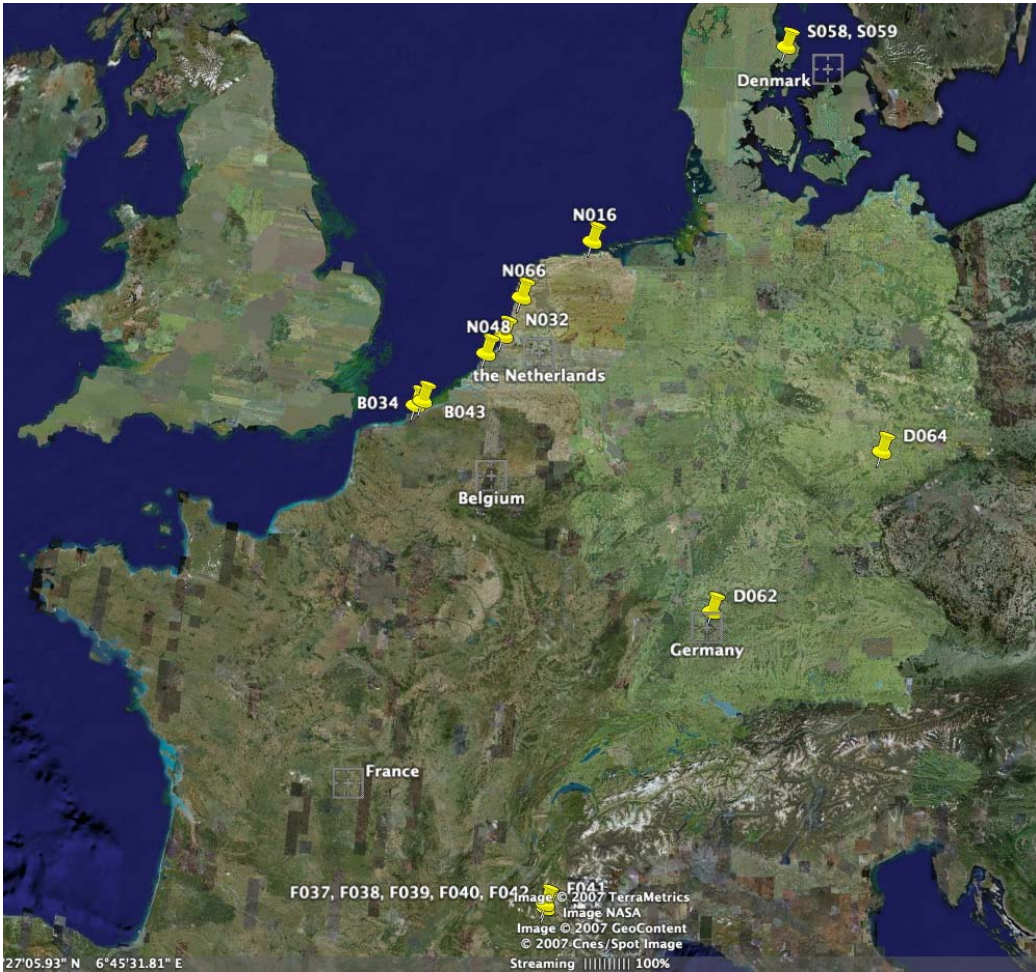 S058, S059
Denmark
N016
N066
N032
N048
the Netherlands
B034
B043
D064
Belgium
D062
Germany
France
F037, F038, F039, F040, F042
F041
Image © 2007 TerraMetrics
Image NASA
Image © 2007 GeoContent
© 2007 Cnes/Spot Image
'27'05.93" N 6°45'31.81" E
Streaming |||||||||| 100%